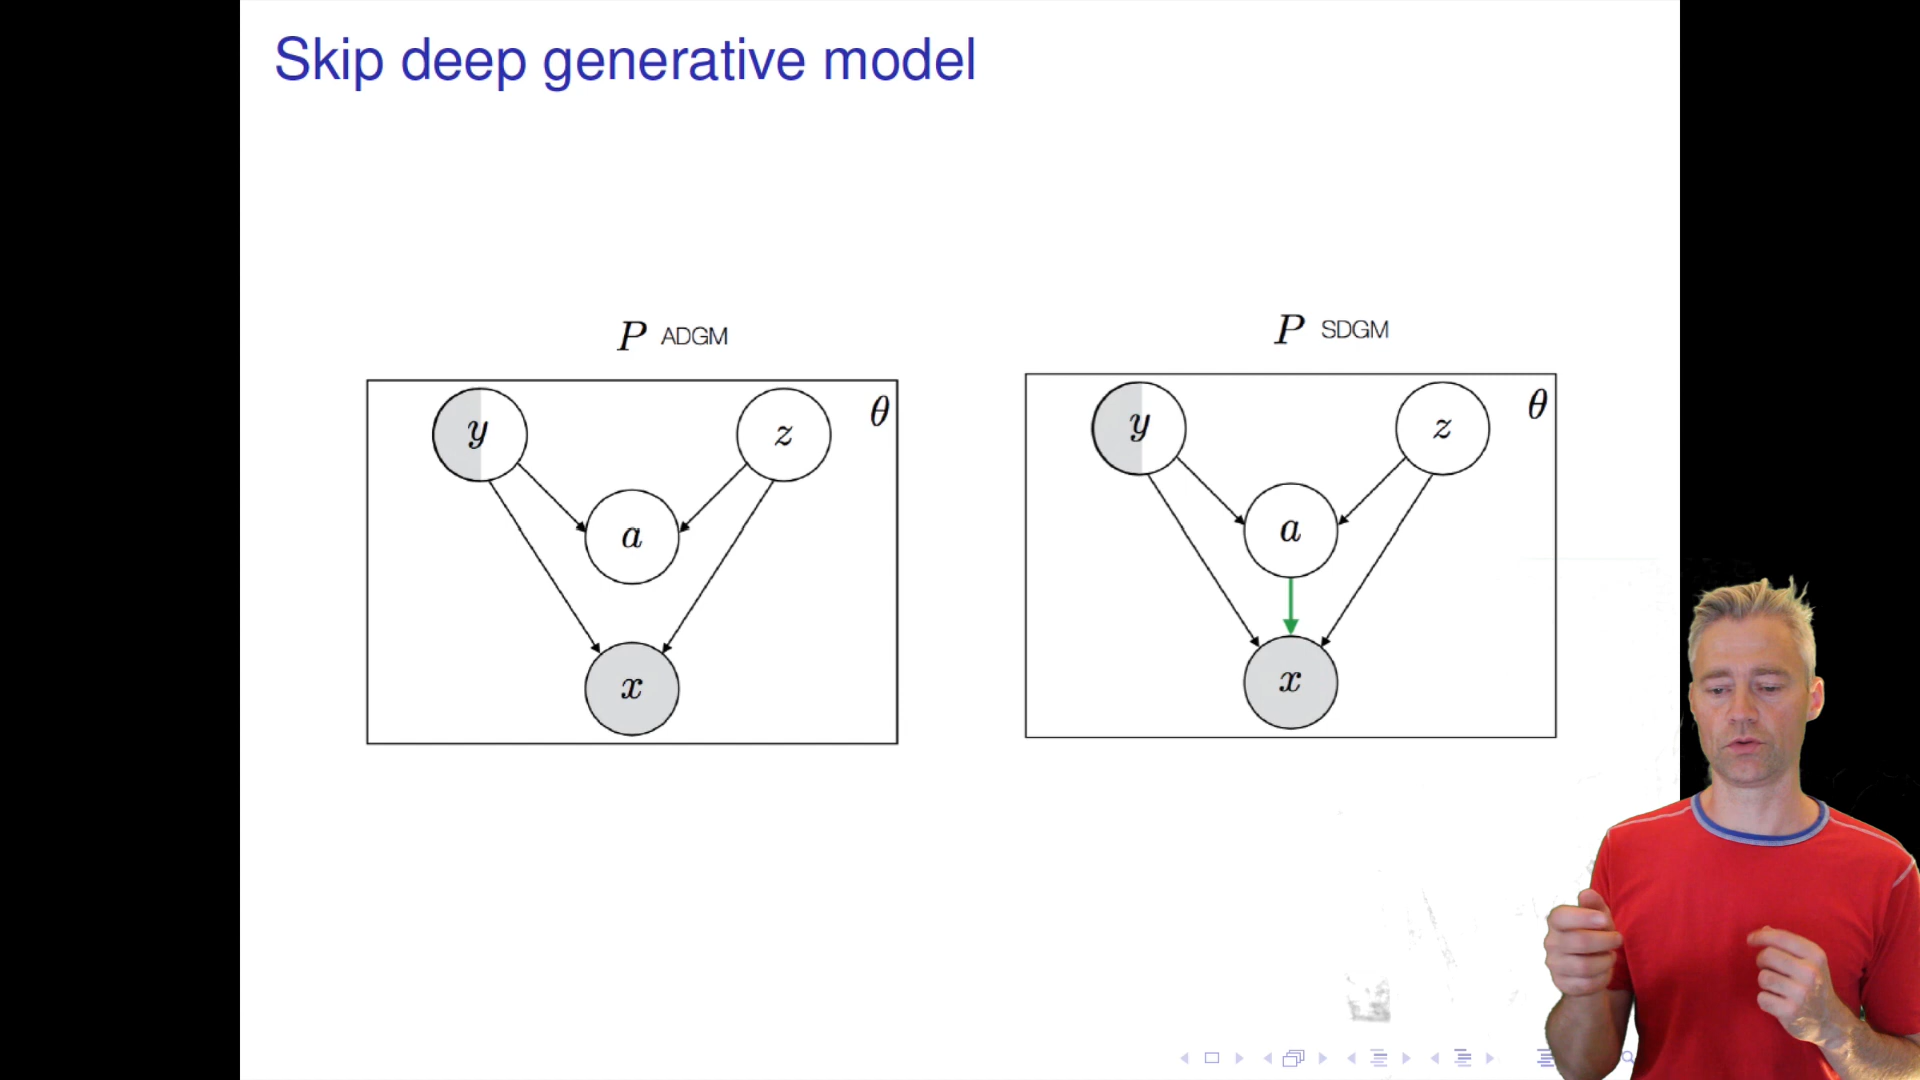 Skip deep generative model
P ADGM
y
z
θ
a
x
P SDGM
y
z
θ
a
x